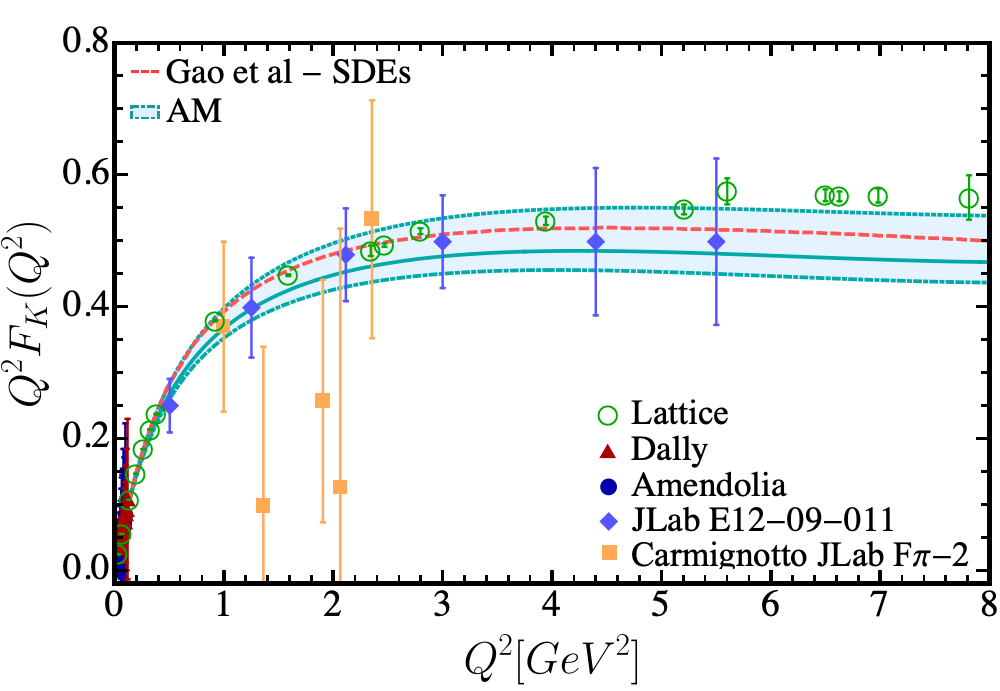 0.8
Gao et al – SDEs
AM
0.6
0.4
0.2
0.0
Q²F_K(Q²)
Lattice
Dally
Amendolia
JLab E12−09−011
Carmignotto JLab Fπ−2
0 1 2 3 4 5 6 7 8
Q²[GeV²]